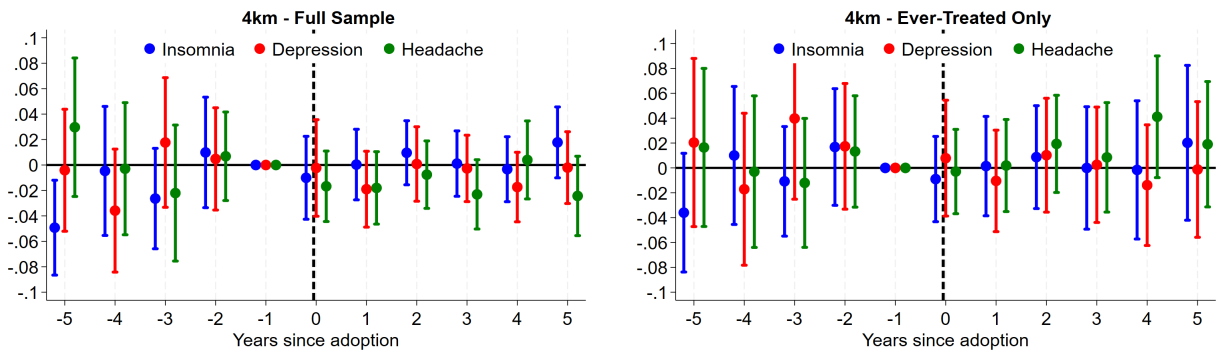 4km - Full Sample
Insomnia Depression Headache
.1
.08
.06
.04
.02
0
-.02
-.04
-.06
-.08
-.1
-5 -4 -3 -2 -1 0 1 2 3 4 5
Years since adoption
4km - Ever-Treated Only
Insomnia Depression Headache
.1
.08
.06
.04
.02
0
-.02
-.04
-.06
-.08
-.1
-5 -4 -3 -2 -1 0 1 2 3 4 5
Years since adoption